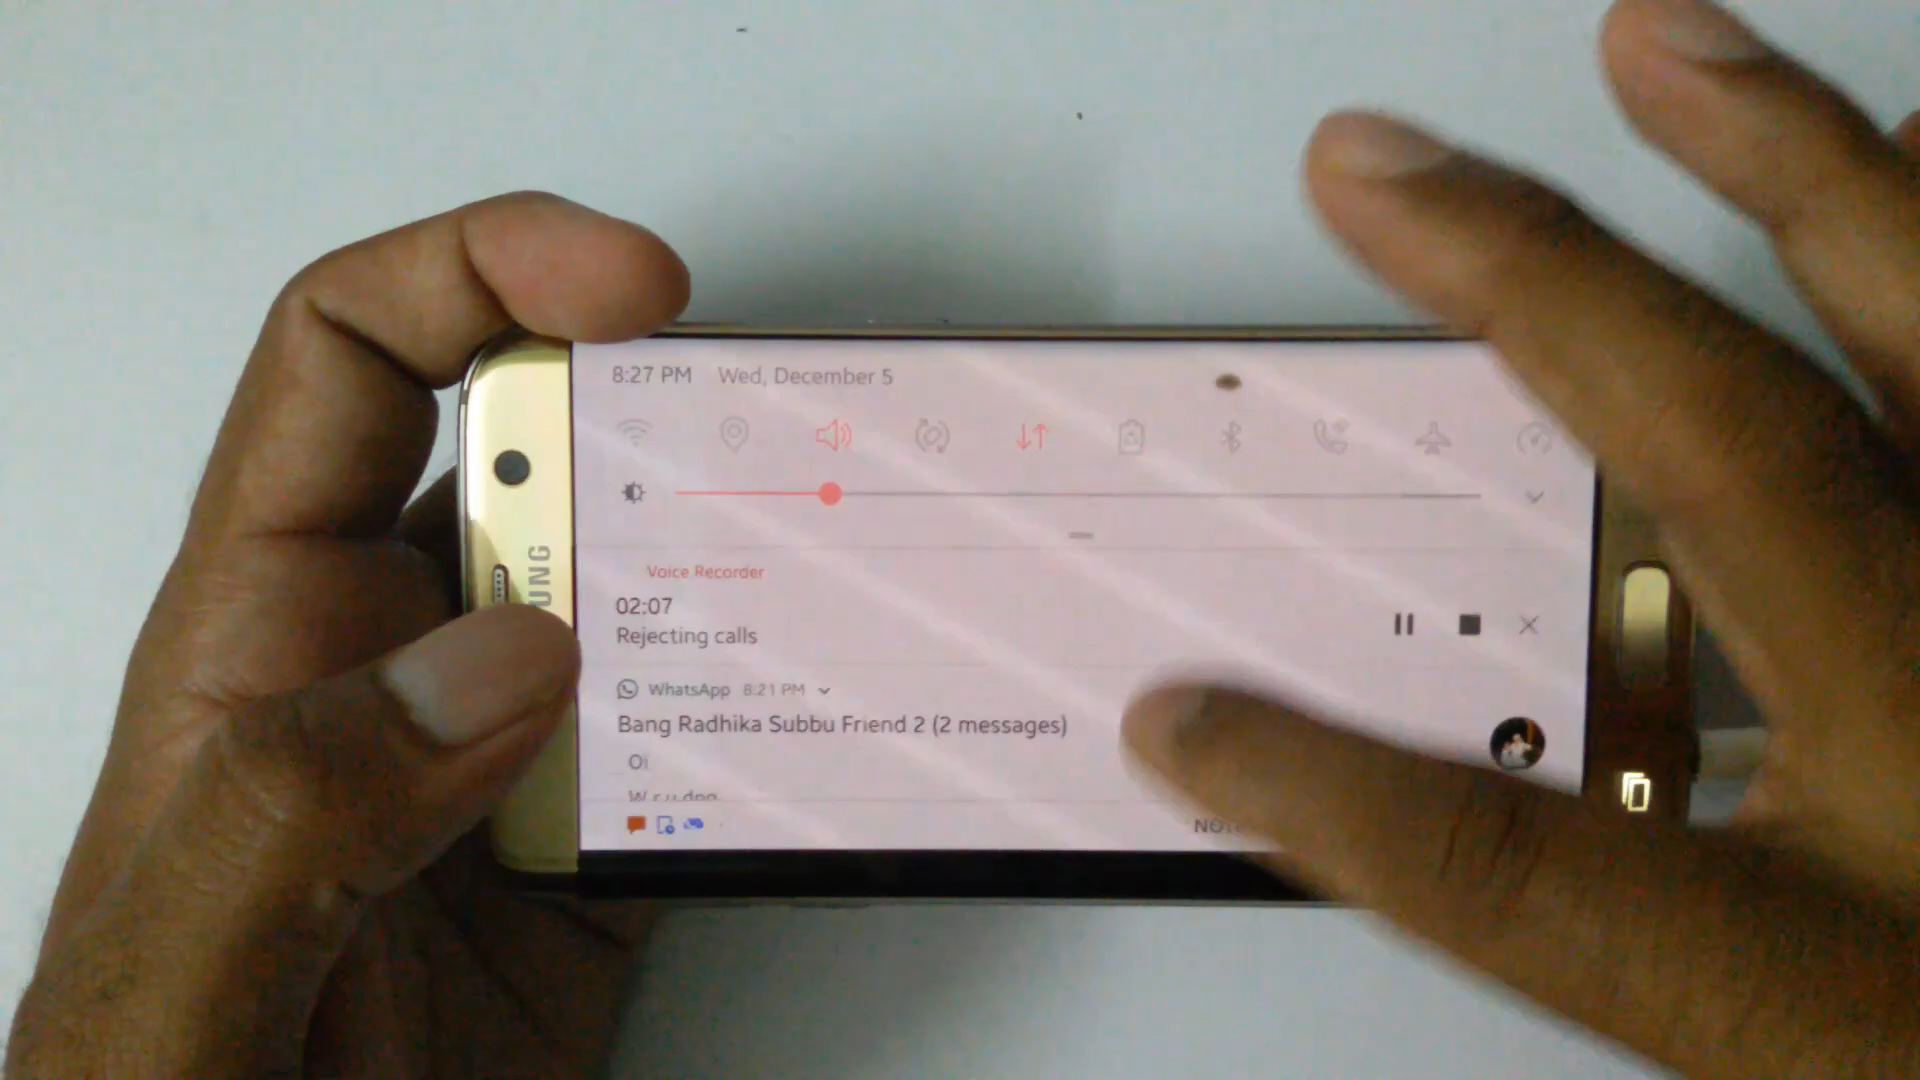 8:27 PM Wed, December 5
Voice Recorder
02:07
Rejecting calls
WhatsApp 8:21 PM
Bang Radhika Subbu Friend 2 (2 messages)
Oi
W r u dng